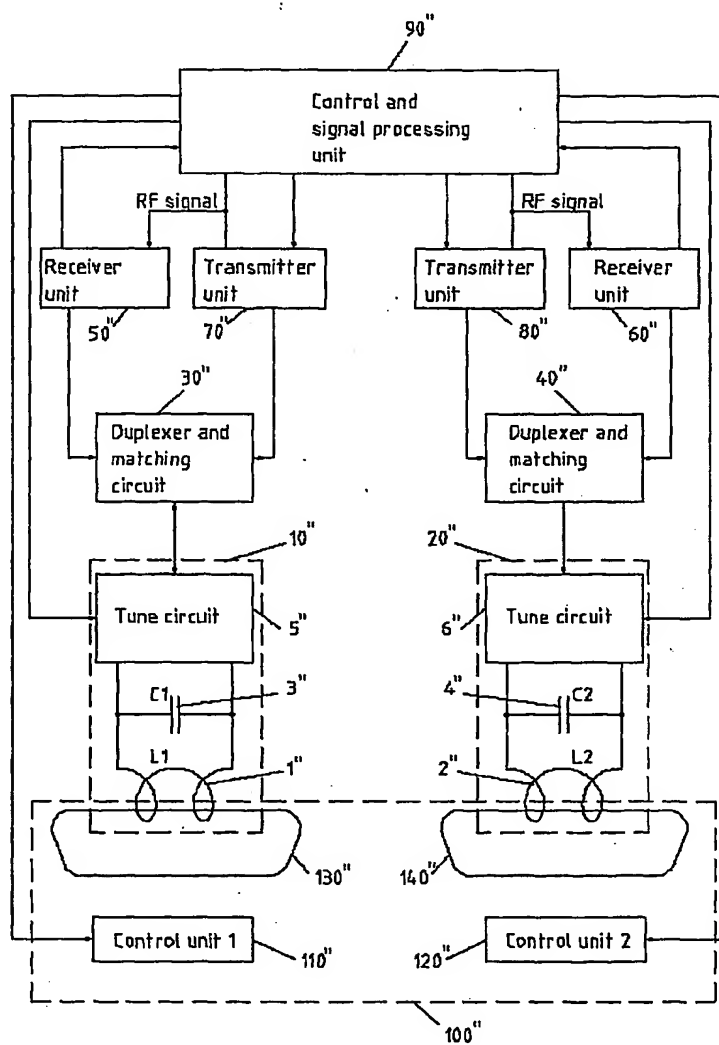 90"
Control and
signal processing
unit
RF signal
RF signal
Receiver
unit
Transmitter
unit
Transmitter
unit
Receiver
unit
50"
70"
80"
60"
30"
40"
Duplexer and
matching
circuit
Duplexer and
matching
circuit
10"
20"
Tune circuit
5"
6"
Tune circuit
C1
3"
4"
C2
L1
1"
2"
L2
130"
140"
Control unit 1
110"
120"
Control unit 2
100"